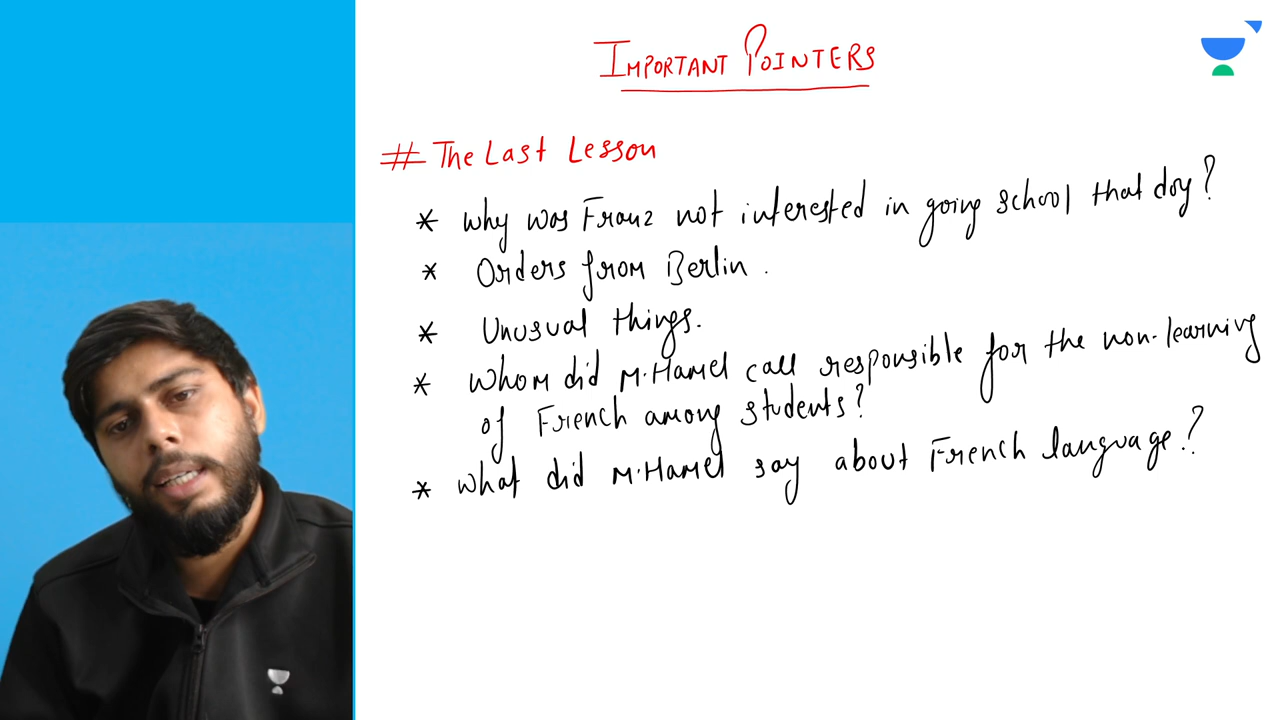 IMPORTANT POINTERS
# The Last Lesson
* Why was Franz not interested in going school that day?
* Orders from Berlin.
* Unusual things.
* Whom did M.Hamel call responsible for the non-learning
of French among students?
* What did M.Hamel say about French language?